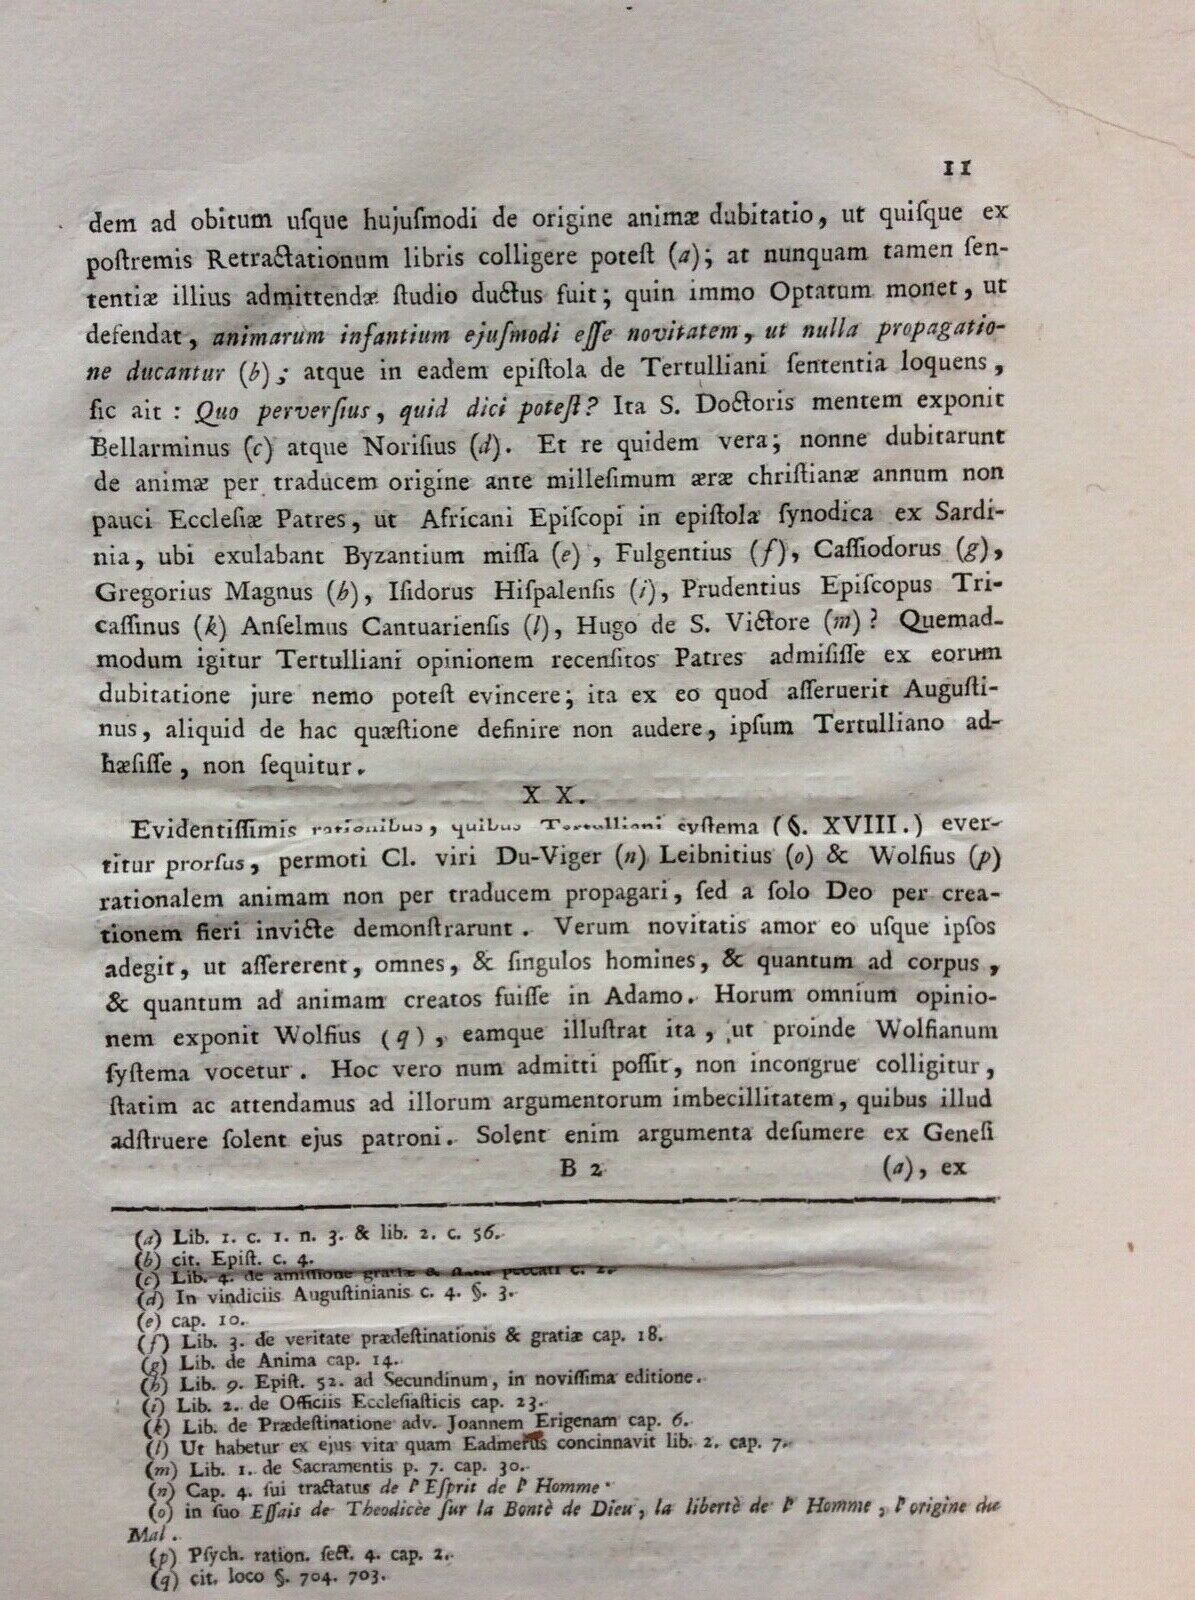 11
dem ad obitum uſque hujuſmodi de origine animæ dubitatio, ut quiſque ex
poſtremis Retractationum libris colligere poteſt (a); at nunquam tamen ſen-
tentiæ illius admittendæ ſtudio ductus fuit; quin immo Optatum monet, ut
defendat, animarum infantium ejuſmodi eſſe novitatem, ut nulla propagatio-
ne ducantur (b); atque in eadem epiſtola de Tertulliani ſententia loquens,
ſic ait: Quo perverſius, quid dici poteſt? Ita S. Doctoris mentem exponit
Bellarminus (c) atque Noriſius (d). Et re quidem vera; nonne dubitarunt
de animæ per traducem origine ante milleſimum æræ chriſtianæ annum non
pauci Eccleſiæ Patres, ut Africani Epiſcopi in epiſtola ſynodica ex Sardi-
nia, ubi exulabant Byzantium miſſa (e), Fulgentius (f), Caſſiodorus (g),
Gregorius Magnus (h), Iſidorus Hiſpalenſis (i), Prudentius Epiſcopus Tri-
caſſinus (k) Anſelmus Cantuarienſis (l), Hugo de S. Victore (m)? Quemad-
modum igitur Tertulliani opinionem recenſitos Patres admiſiſſe ex eorum
dubitatione jure nemo poteſt evincere; ita ex eo quod aſſeruerit Auguſti-
nus, aliquid de hac quæſtione definire non audere, ipſum Tertulliano ad-
hæſiſſe, non ſequitur.
XX.
Evidentiſſimis rationibus, quibus Tertulliani ſyſtema (§. XVIII.) ever-
titur prorſus, permoti Cl. viri Du-Viger (n) Leibnitius (o) & Wolfius (p)
rationalem animam non per traducem propagari, ſed a ſolo Deo per crea-
tionem fieri invicte demonſtrarunt. Verum novitatis amor eo uſque ipſos
adegit, ut aſſererent, omnes, & ſingulos homines, & quantum ad corpus,
& quantum ad animam creatos fuiſſe in Adamo. Horum omnium opinio-
nem exponit Wolfius (q), eamque illuſtrat ita, ut proinde Wolfianum
ſyſtema vocetur. Hoc vero num admitti poſſit, non incongrue colligitur,
ſtatim ac attendamus ad illorum argumentorum imbecillitatem, quibus illud
adſtruere ſolent ejus patroni. Solent enim argumenta deſumere ex Geneſi
B 2 (a), ex
(a) Lib. 1. c. 1. n. 3. & lib. 2. c. 56.
(b) cit. Epiſt. c. 4.
(c) Lib. 4. de amiſſione gratiæ & ſtatu peccati c. 2.
(d) In vindiciis Auguſtinianis c. 4. §. 3.
(e) cap. 10.
(f) Lib. 3. de veritate prædeſtinationis & gratiæ cap. 18.
(g) Lib. de Anima cap. 14.
(h) Lib. 9. Epiſt. 52. ad Secundinum, in noviſſima editione.
(i) Lib. 2. de Officiis Eccleſiaſticis cap. 23.
(k) Lib. de Prædeſtinatione adv. Joannem Erigenam cap. 6.
(l) Ut habetur ex ejus vita quam Eadmerus concinnavit lib. 2. cap. 7.
(m) Lib. 1. de Sacramentis p. 7. cap. 30.
(n) Cap. 4. ſui tractatus de l' Eſprit de l' Homme.
(o) in ſuo Eſſais de Theodicèe ſur la Bontè de Dieu, la libertè de l' Homme, l' origine du
Mal.
(p) Pſych. ration. ſect. 4. cap. 2.
(q) cit. loco §. 704. 703.